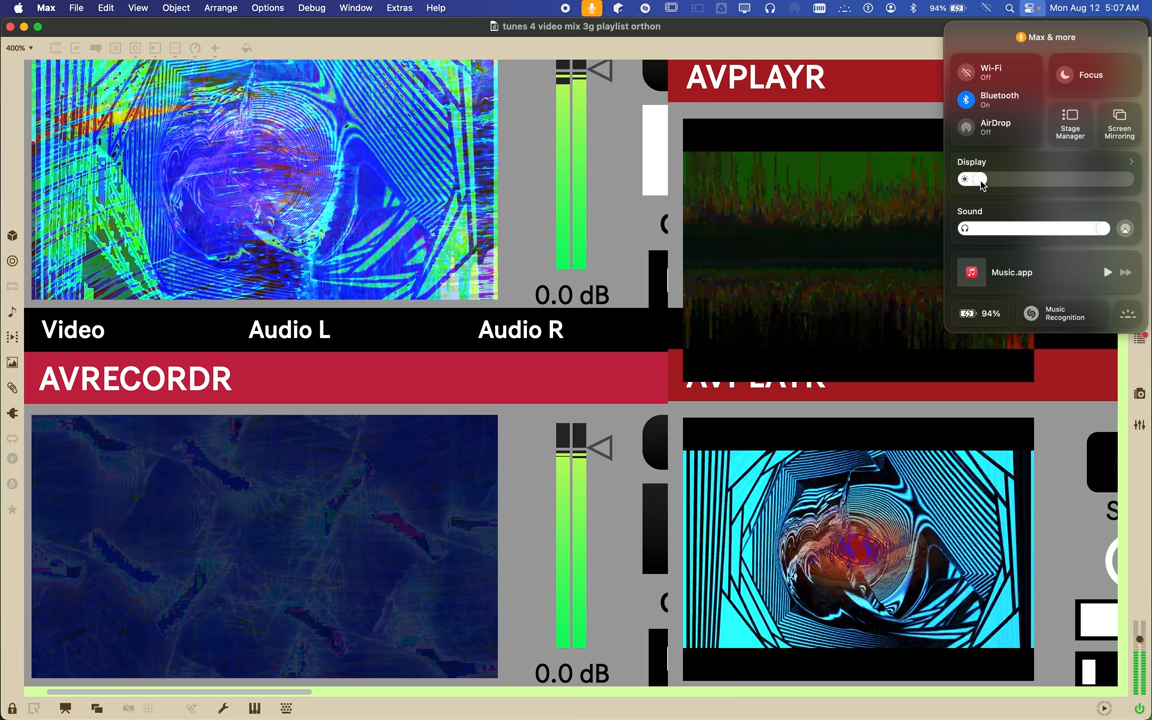 Max File Edit View Object Arrange Options Debug Window Extras Help
94% Mon Aug 12 5:07 AM
tunes 4 video mix 3g playlist orthon
400%
Max & more
Wi-Fi
Off
Bluetooth
On
AirDrop
Off
Focus
Stage
Manager
Screen
Mirroring
Display
Sound
Music.app
94%
Music
Recognition
AVPLAYR
0.0 dB
Video Audio L Audio R
AVRECORDR
AVPLAYR
0.0 dB